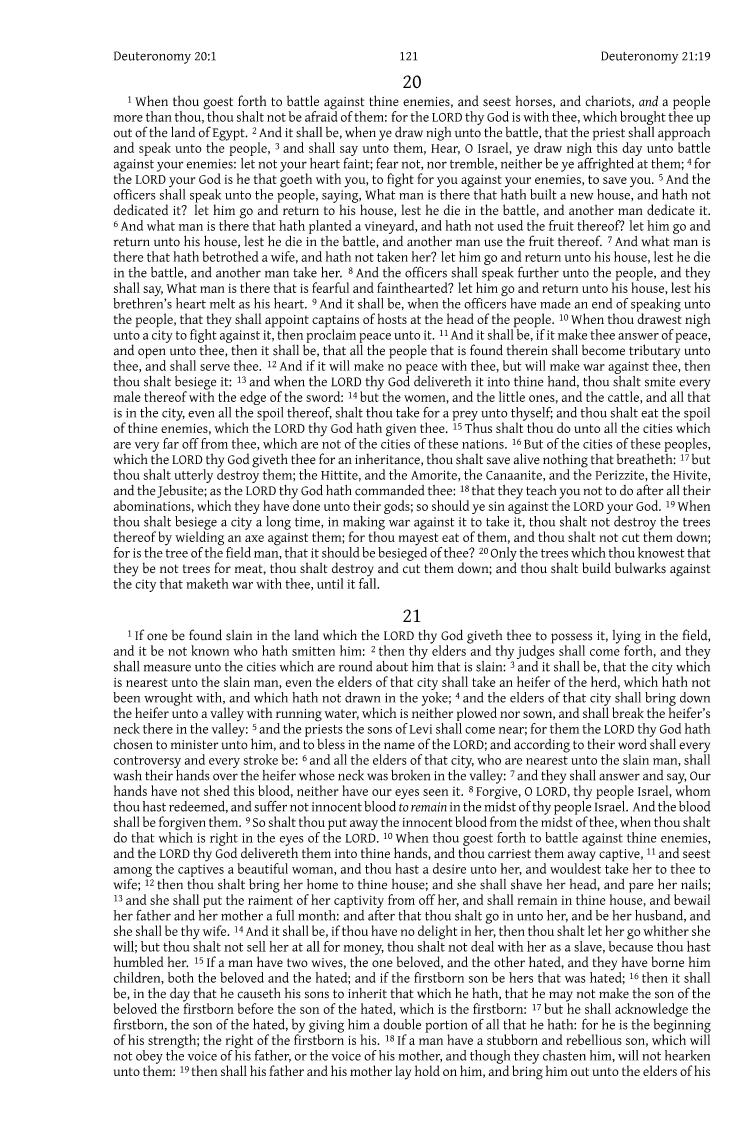 Deuteronomy 20:1 121 Deuteronomy 21:19
20
1 When thou goest forth to battle against thine enemies, and seest horses, and chariots, and a people
more than thou, thou shalt not be afraid of them: for the LORD thy God is with thee, which brought thee up
out of the land of Egypt. 2 And it shall be, when ye draw nigh unto the battle, that the priest shall approach
and speak unto the people, 3 and shall say unto them, Hear, O Israel, ye draw nigh this day unto battle
against your enemies: let not your heart faint; fear not, nor tremble, neither be ye affrighted at them; 4 for
the LORD your God is he that goeth with you, to fight for you against your enemies, to save you. 5 And the
officers shall speak unto the people, saying, What man is there that hath built a new house, and hath not
dedicated it? let him go and return to his house, lest he die in the battle, and another man dedicate it.
6 And what man is there that hath planted a vineyard, and hath not used the fruit thereof? let him go and
return unto his house, lest he die in the battle, and another man use the fruit thereof. 7 And what man is
there that hath betrothed a wife, and hath not taken her? let him go and return unto his house, lest he die
in the battle, and another man take her. 8 And the officers shall speak further unto the people, and they
shall say, What man is there that is fearful and fainthearted? let him go and return unto his house, lest his
brethren's heart melt as his heart. 9 And it shall be, when the officers have made an end of speaking unto
the people, that they shall appoint captains of hosts at the head of the people. 10 When thou drawest nigh
unto a city to fight against it, then proclaim peace unto it. 11 And it shall be, if it make thee answer of peace,
and open unto thee, then it shall be, that all the people that is found therein shall become tributary unto
thee, and shall serve thee. 12 And if it will make no peace with thee, but will make war against thee, then
thou shalt besiege it: 13 and when the LORD thy God delivereth it into thine hand, thou shalt smite every
male thereof with the edge of the sword: 14 but the women, and the little ones, and the cattle, and all that
is in the city, even all the spoil thereof, shalt thou take for a prey unto thyself; and thou shalt eat the spoil
of thine enemies, which the LORD thy God hath given thee. 15 Thus shalt thou do unto all the cities which
are very far off from thee, which are not of the cities of these nations. 16 But of the cities of these peoples,
which the LORD thy God giveth thee for an inheritance, thou shalt save alive nothing that breatheth: 17 but
thou shalt utterly destroy them; the Hittite, and the Amorite, the Canaanite, and the Perizzite, the Hivite,
and the Jebusite; as the LORD thy God hath commanded thee: 18 that they teach you not to do after all their
abominations, which they have done unto their gods; so should ye sin against the LORD your God. 19 When
thou shalt besiege a city a long time, in making war against it to take it, thou shalt not destroy the trees
thereof by wielding an axe against them; for thou mayest eat of them, and thou shalt not cut them down;
for is the tree of the field man, that it should be besieged of thee? 20 Only the trees which thou knowest that
they be not trees for meat, thou shalt destroy and cut them down; and thou shalt build bulwarks against
the city that maketh war with thee, until it fall.
21
1 If one be found slain in the land which the LORD thy God giveth thee to possess it, lying in the field,
and it be not known who hath smitten him: 2 then thy elders and thy judges shall come forth, and they
shall measure unto the cities which are round about him that is slain: 3 and it shall be, that the city which
is nearest unto the slain man, even the elders of that city shall take an heifer of the herd, which hath not
been wrought with, and which hath not drawn in the yoke; 4 and the elders of that city shall bring down
the heifer unto a valley with running water, which is neither plowed nor sown, and shall break the heifer's
neck there in the valley: 5 and the priests the sons of Levi shall come near; for them the LORD thy God hath
chosen to minister unto him, and to bless in the name of the LORD; and according to their word shall every
controversy and every stroke be: 6 and all the elders of that city, who are nearest unto the slain man, shall
wash their hands over the heifer whose neck was broken in the valley: 7 and they shall answer and say, Our
hands have not shed this blood, neither have our eyes seen it. 8 Forgive, O LORD, thy people Israel, whom
thou hast redeemed, and suffer not innocent blood to remain in the midst of thy people Israel. And the blood
shall be forgiven them. 9 So shalt thou put away the innocent blood from the midst of thee, when thou shalt
do that which is right in the eyes of the LORD. 10 When thou goest forth to battle against thine enemies,
and the LORD thy God delivereth them into thine hands, and thou carriest them away captive, 11 and seest
among the captives a beautiful woman, and thou hast a desire unto her, and wouldest take her to thee to
wife; 12 then thou shalt bring her home to thine house; and she shall shave her head, and pare her nails;
13 and she shall put the raiment of her captivity from off her, and shall remain in thine house, and bewail
her father and her mother a full month: and after that thou shalt go in unto her, and be her husband, and
she shall be thy wife. 14 And it shall be, if thou have no delight in her, then thou shalt let her go whither she
will; but thou shalt not sell her at all for money, thou shalt not deal with her as a slave, because thou hast
humbled her. 15 If a man have two wives, the one beloved, and the other hated, and they have borne him
children, both the beloved and the hated; and if the firstborn son be hers that was hated; 16 then it shall
be, in the day that he causeth his sons to inherit that which he hath, that he may not make the son of the
beloved the firstborn before the son of the hated, which is the firstborn: 17 but he shall acknowledge the
firstborn, the son of the hated, by giving him a double portion of all that he hath: for he is the beginning
of his strength; the right of the firstborn is his. 18 If a man have a stubborn and rebellious son, which will
not obey the voice of his father, or the voice of his mother, and though they chasten him, will not hearken
unto them: 19 then shall his father and his mother lay hold on him, and bring him out unto the elders of his